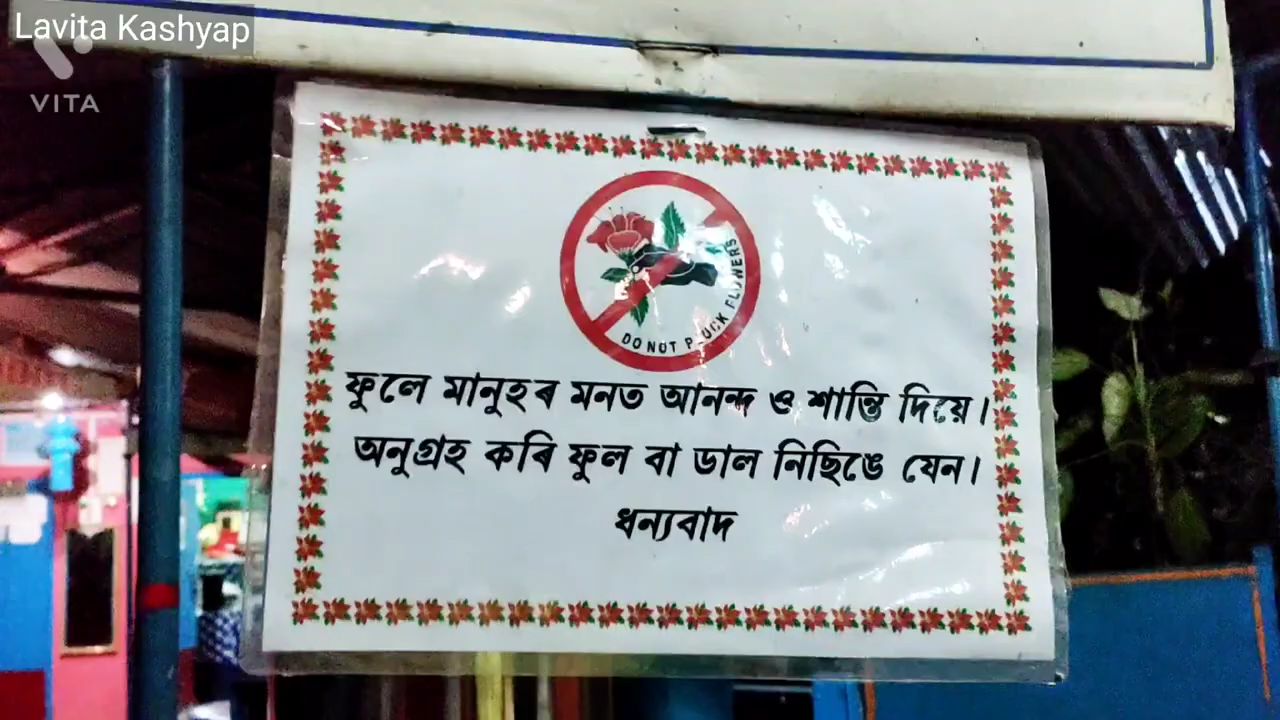 Lavita Kashyap
VITA
DO NOT PLUCK FLOWERS
ফুলে মানুহৰ মনত আনন্দ ও শান্তি দিয়ে।
অনুগ্ৰহ কৰি ফুল বা ডাল নিছিঙে যেন।
ধন্যবাদ